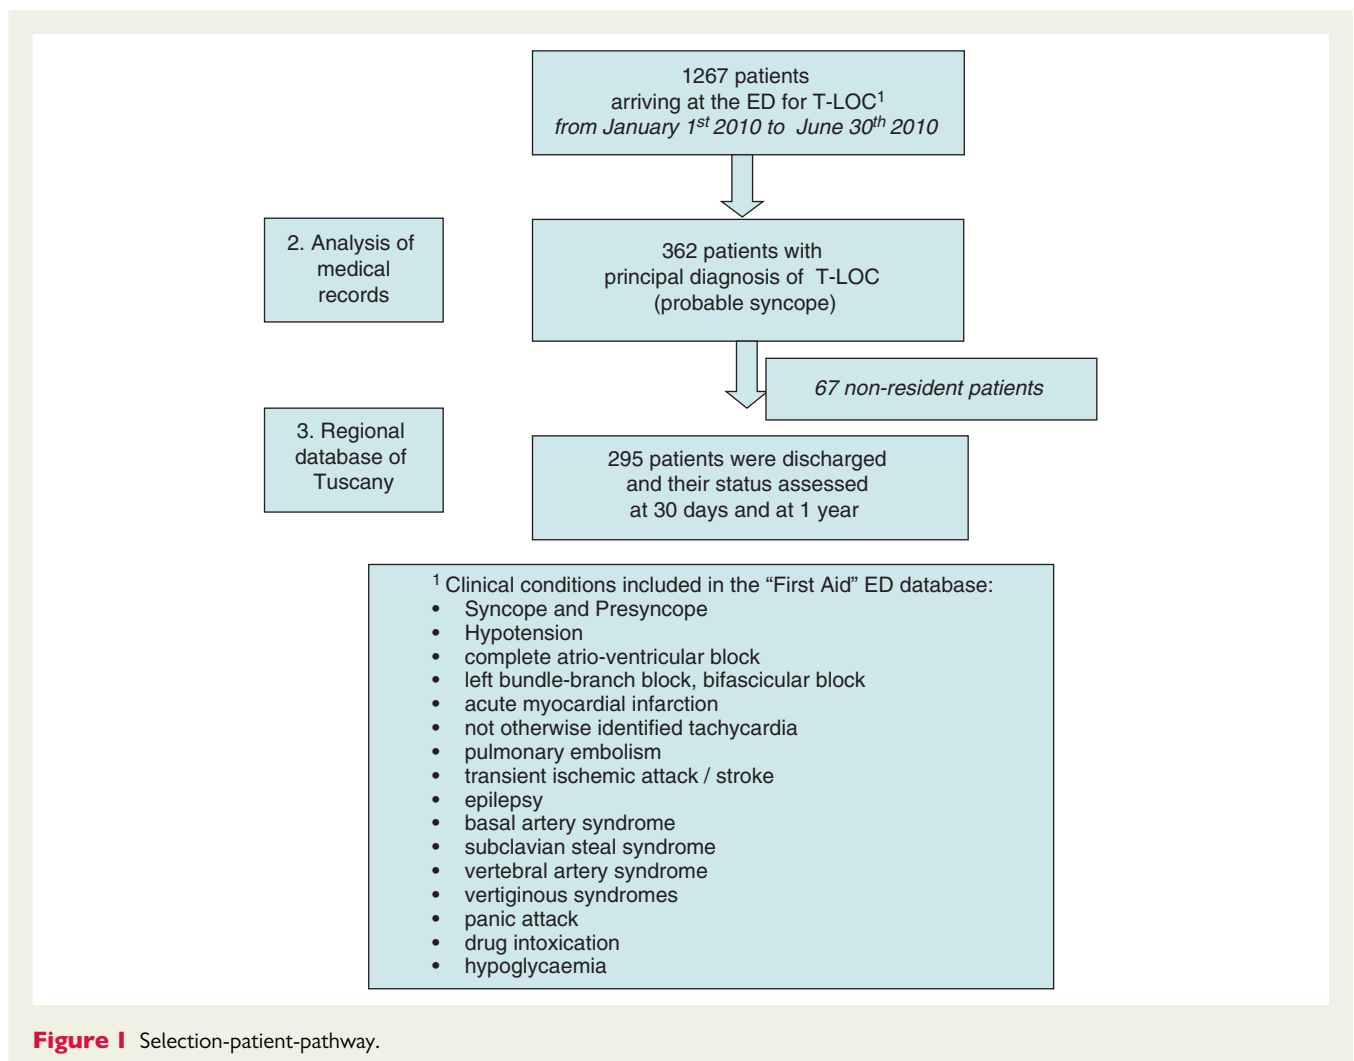 1267 patients
arriving at the ED for T-LOC1
from January 1st 2010 to June 30th 2010
2. Analysis of
medical
records
362 patients with
principal diagnosis of T-LOC
(probable syncope)
67 non-resident patients
3. Regional
database of
Tuscany
295 patients were discharged
and their status assessed
at 30 days and at 1 year
1 Clinical conditions included in the “First Aid” ED database:
• Syncope and Presyncope
• Hypotension
• complete atrio-ventricular block
• left bundle-branch block, bifascicular block
• acute myocardial infarction
• not otherwise identified tachycardia
• pulmonary embolism
• transient ischemic attack / stroke
• epilepsy
• basal artery syndrome
• subclavian steal syndrome
• vertebral artery syndrome
• vertiginous syndromes
• panic attack
• drug intoxication
• hypoglycaemia
Figure 1 Selection-patient-pathway.